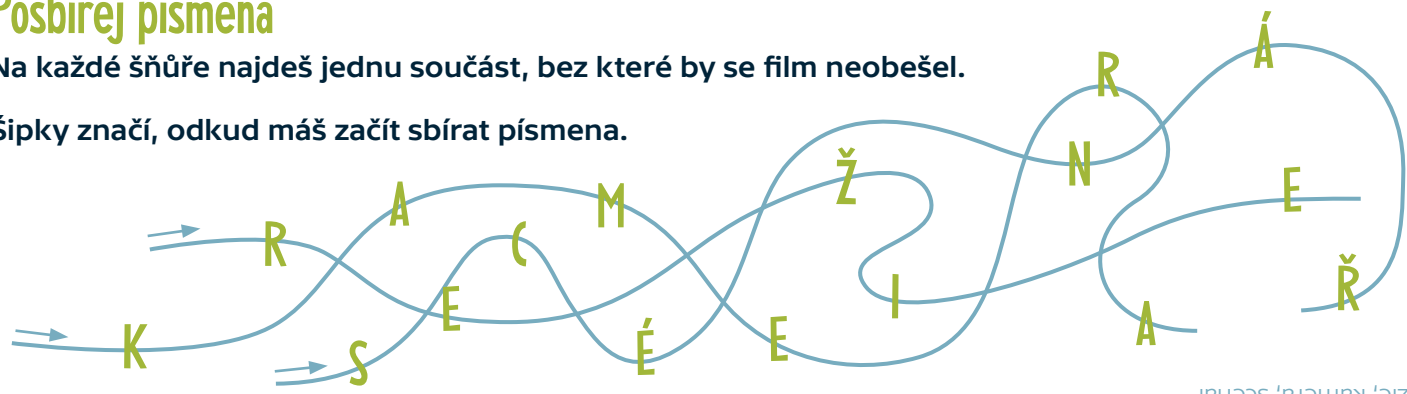 Posbírej písmena
Na každé šňůře najdeš jednu součást, bez které by se film neobešel.
Šipky značí, odkud máš začít sbírat písmena.
Á
R
N
Ž
A M E
R C
E I Ř
K S É E A